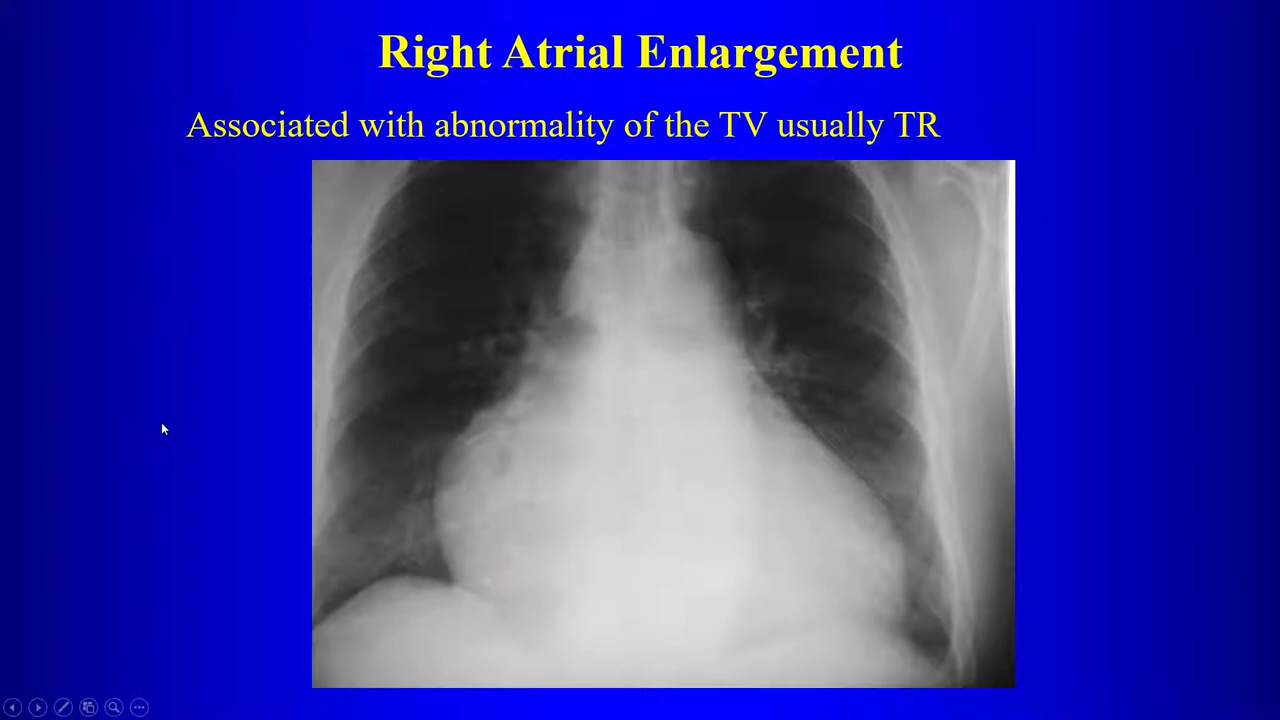 Right Atrial Enlargement
Associated with abnormality of the TV usually TR